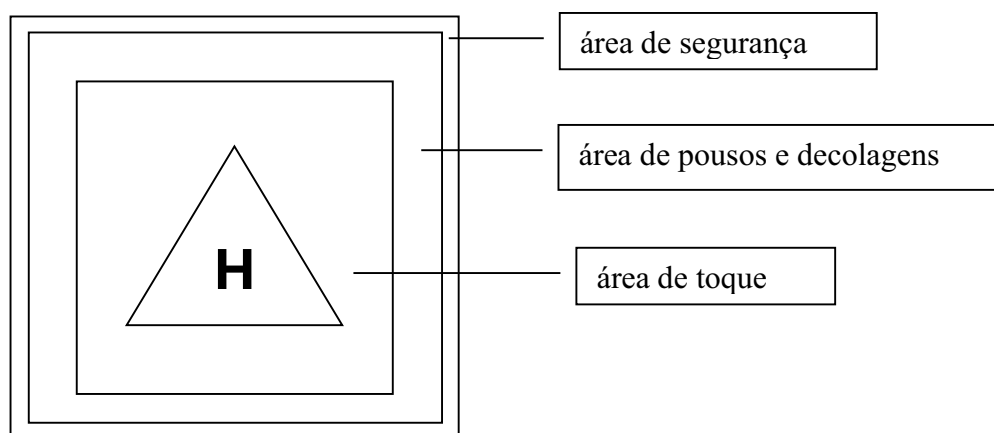 área de segurança
área de pousos e decolagens
H
área de toque